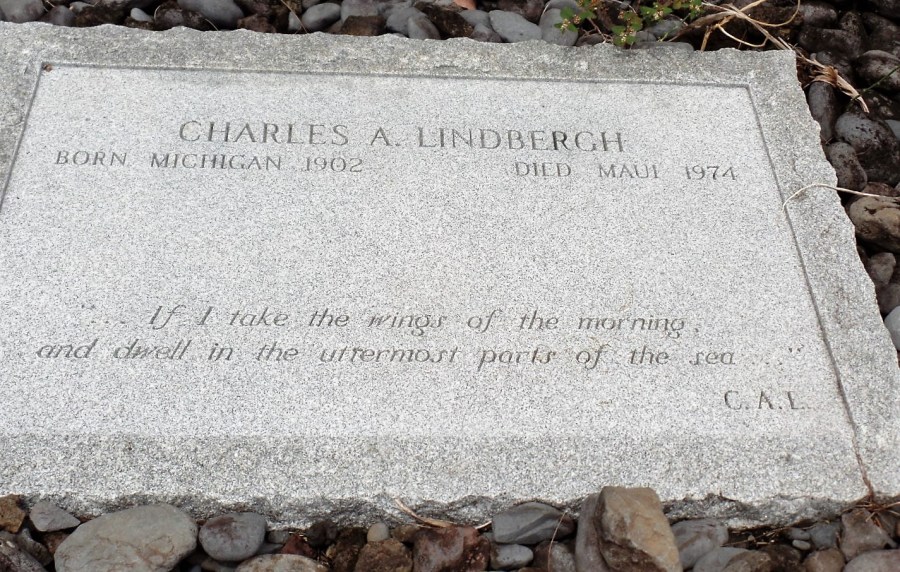 CHARLES A. LINDBERGH
BORN MICHIGAN 1902 DIED MAUI 1974
"... If I take the wings of the morning,
and dwell in the uttermost parts of the sea ..."
C.A.L.